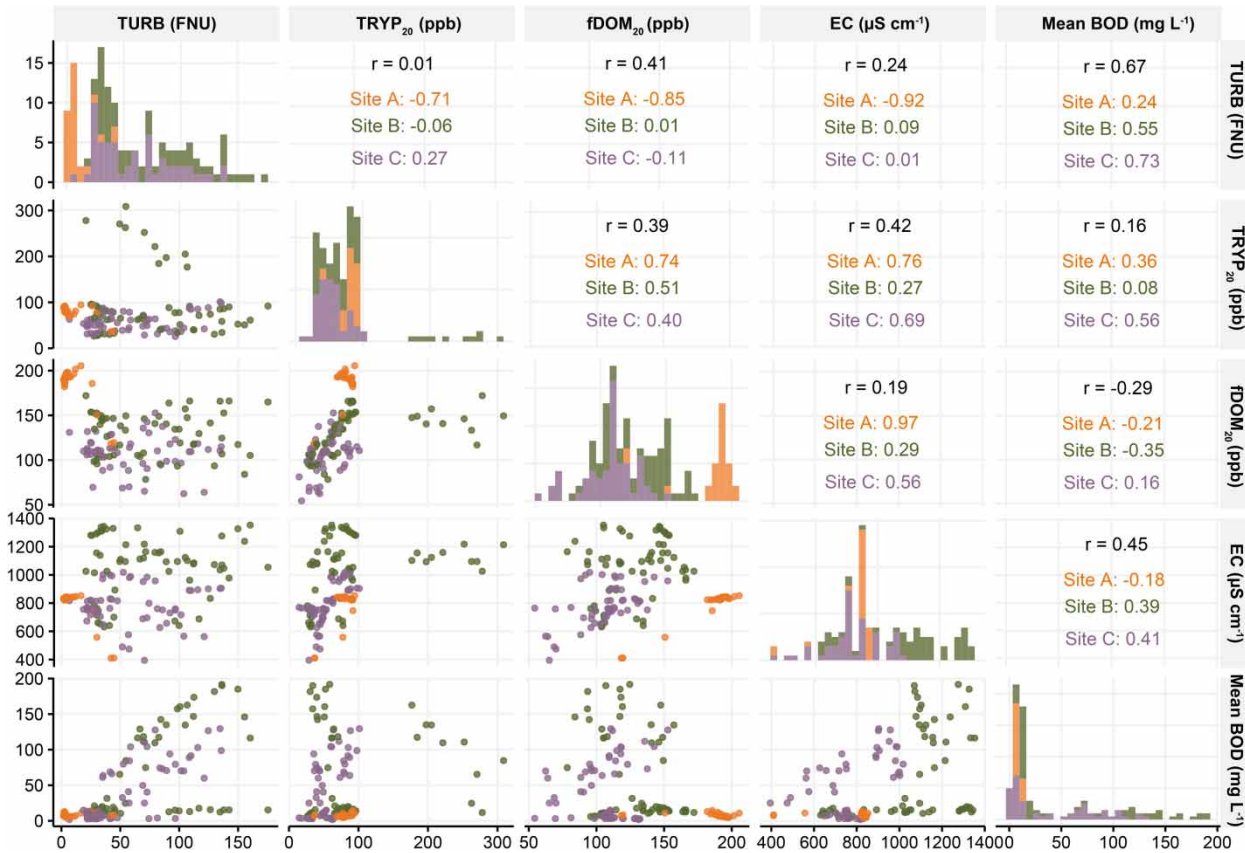 TURB (FNU) TRYP₂₀ (ppb) fDOM₂₀ (ppb) EC (µS cm⁻¹) Mean BOD (mg L⁻¹)
15
10
5
0
r = 0.01
Site A: -0.71
Site B: -0.06
Site C: 0.27
r = 0.41
Site A: -0.85
Site B: 0.01
Site C: -0.11
r = 0.24
Site A: -0.92
Site B: 0.09
Site C: 0.01
r = 0.67
Site A: 0.24
Site B: 0.55
Site C: 0.73
TURB (FNU)
300
200
100
0
r = 0.39
Site A: 0.74
Site B: 0.51
Site C: 0.40
r = 0.42
Site A: 0.76
Site B: 0.27
Site C: 0.69
r = 0.16
Site A: 0.36
Site B: 0.08
Site C: 0.56
TRYP₂₀ (ppb)
200
150
100
50
r = 0.19
Site A: 0.97
Site B: 0.29
Site C: 0.56
r = -0.29
Site A: -0.21
Site B: -0.35
Site C: 0.16
fDOM₂₀ (ppb)
1400
1200
1000
800
600
400
r = 0.45
Site A: -0.18
Site B: 0.39
Site C: 0.41
EC (µS cm⁻¹)
200
150
100
50
0
Mean BOD (mg L⁻¹)
0 50 100 150 0 100 200 300 50 100 150 200 400 600 800 1000 1200 1400 0 50 100 150 200